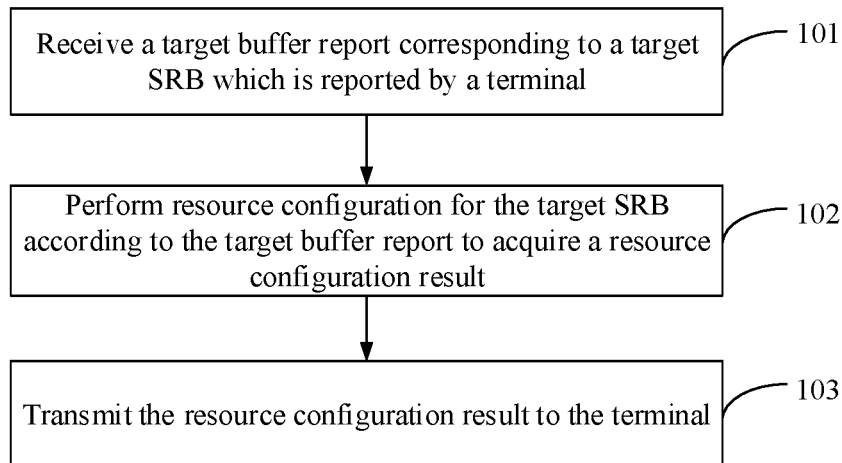 Receive a target buffer report corresponding to a target
SRB which is reported by a terminal
101
Perform resource configuration for the target SRB
according to the target buffer report to acquire a resource
configuration result
102
Transmit the resource configuration result to the terminal
103